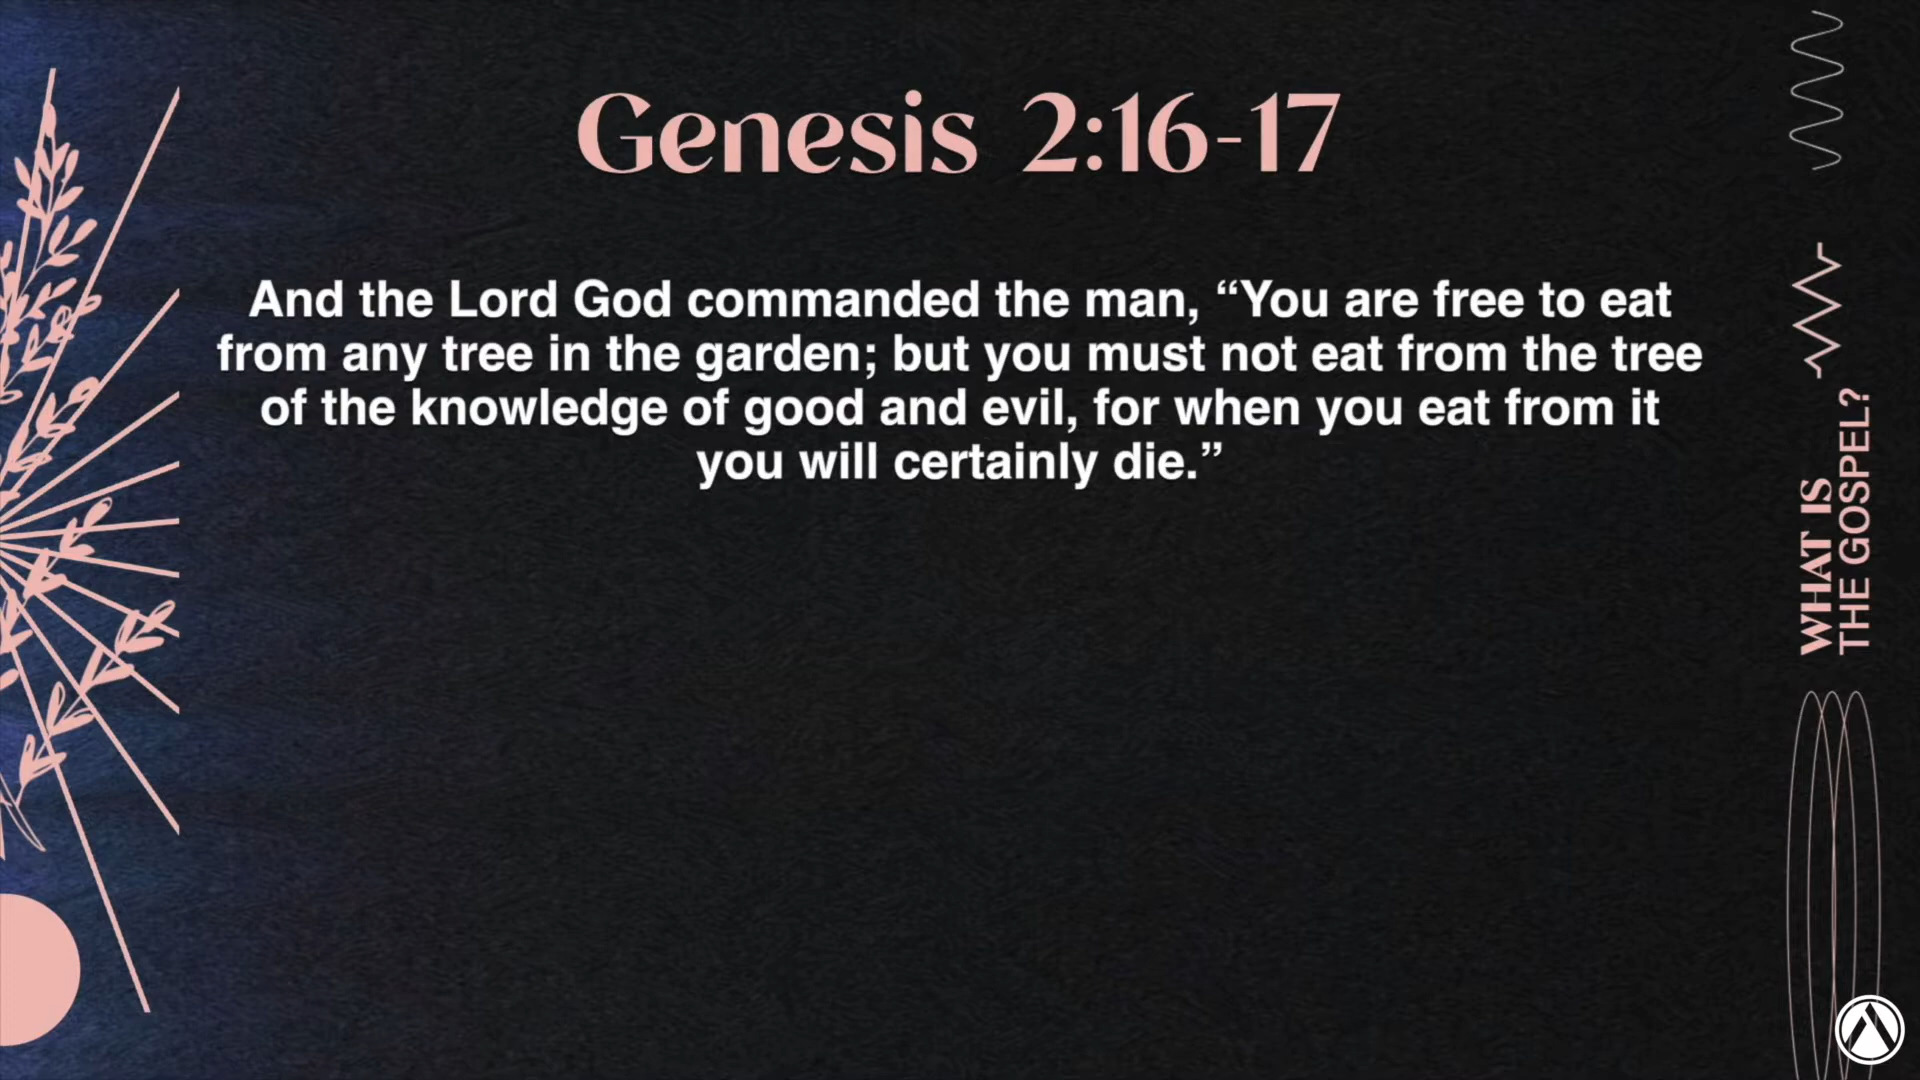 Genesis 2:16-17
And the Lord God commanded the man, “You are free to eat
from any tree in the garden; but you must not eat from the tree
of the knowledge of good and evil, for when you eat from it
you will certainly die.”
WHAT IS
THE GOSPEL?